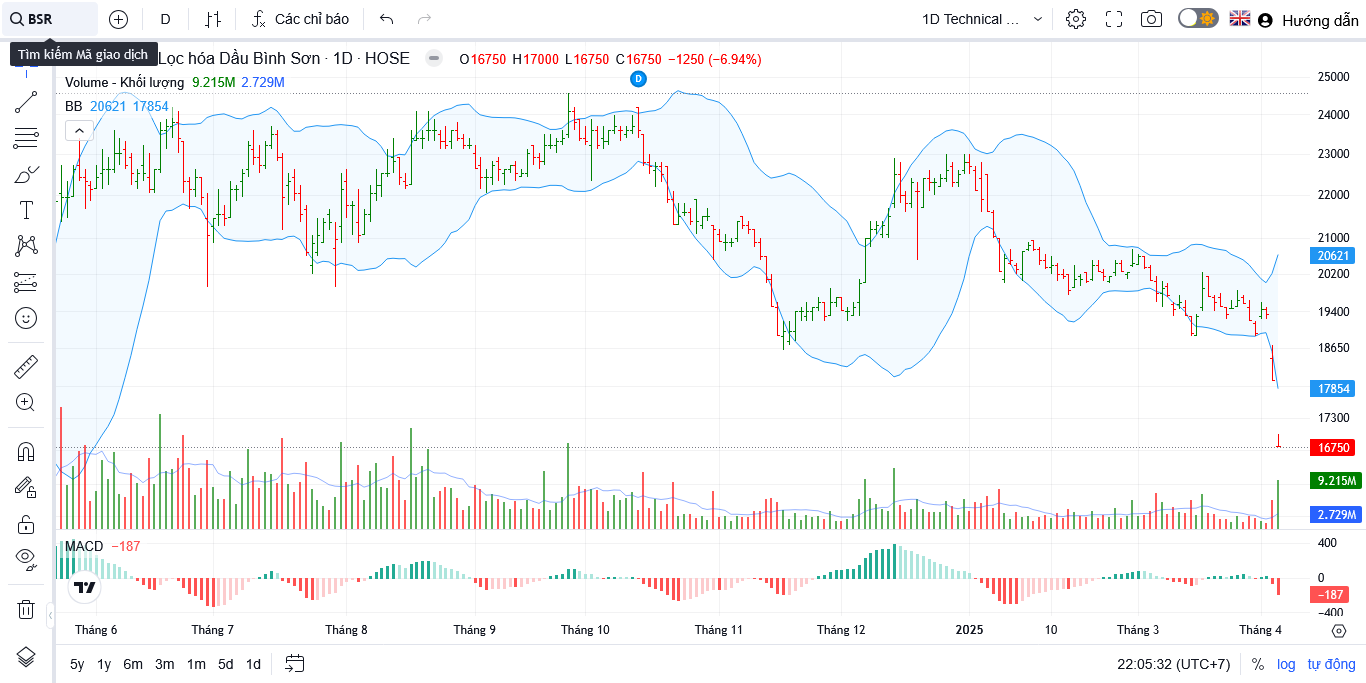 BSR D Các chỉ báo 1D Technical ... Hướng dẫn
Tìm kiếm Mã giao dịch
Lọc hóa Dầu Bình Sơn · 1D · HOSE O16750 H17000 L16750 C16750 −1250 (−6.94%)
Volume - Khối lượng 9.215M 2.729M
BB 20621 17854
D
25000
24000
23000
22000
21000
20621
20200
19400
18650
17854
17300
16750
9.215M
2.729M
MACD −187
400
0
−187
−400
Tháng 6 Tháng 7 Tháng 8 Tháng 9 Tháng 10 Tháng 11 Tháng 12 2025 10 Tháng 3 Tháng 4
5y 1y 6m 3m 1m 5d 1d 22:05:32 (UTC+7) % log tự động